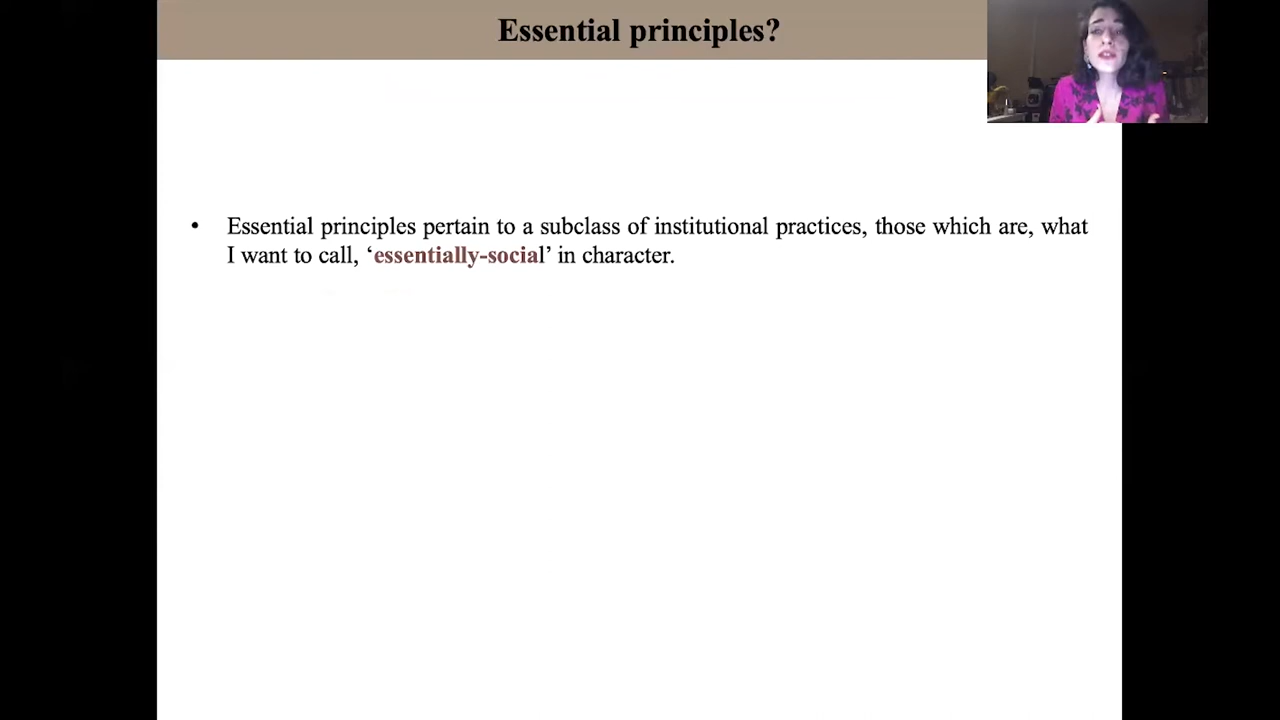 Essential principles?
• Essential principles pertain to a subclass of institutional practices, those which are, what
I want to call, ‘essentially-social’ in character.